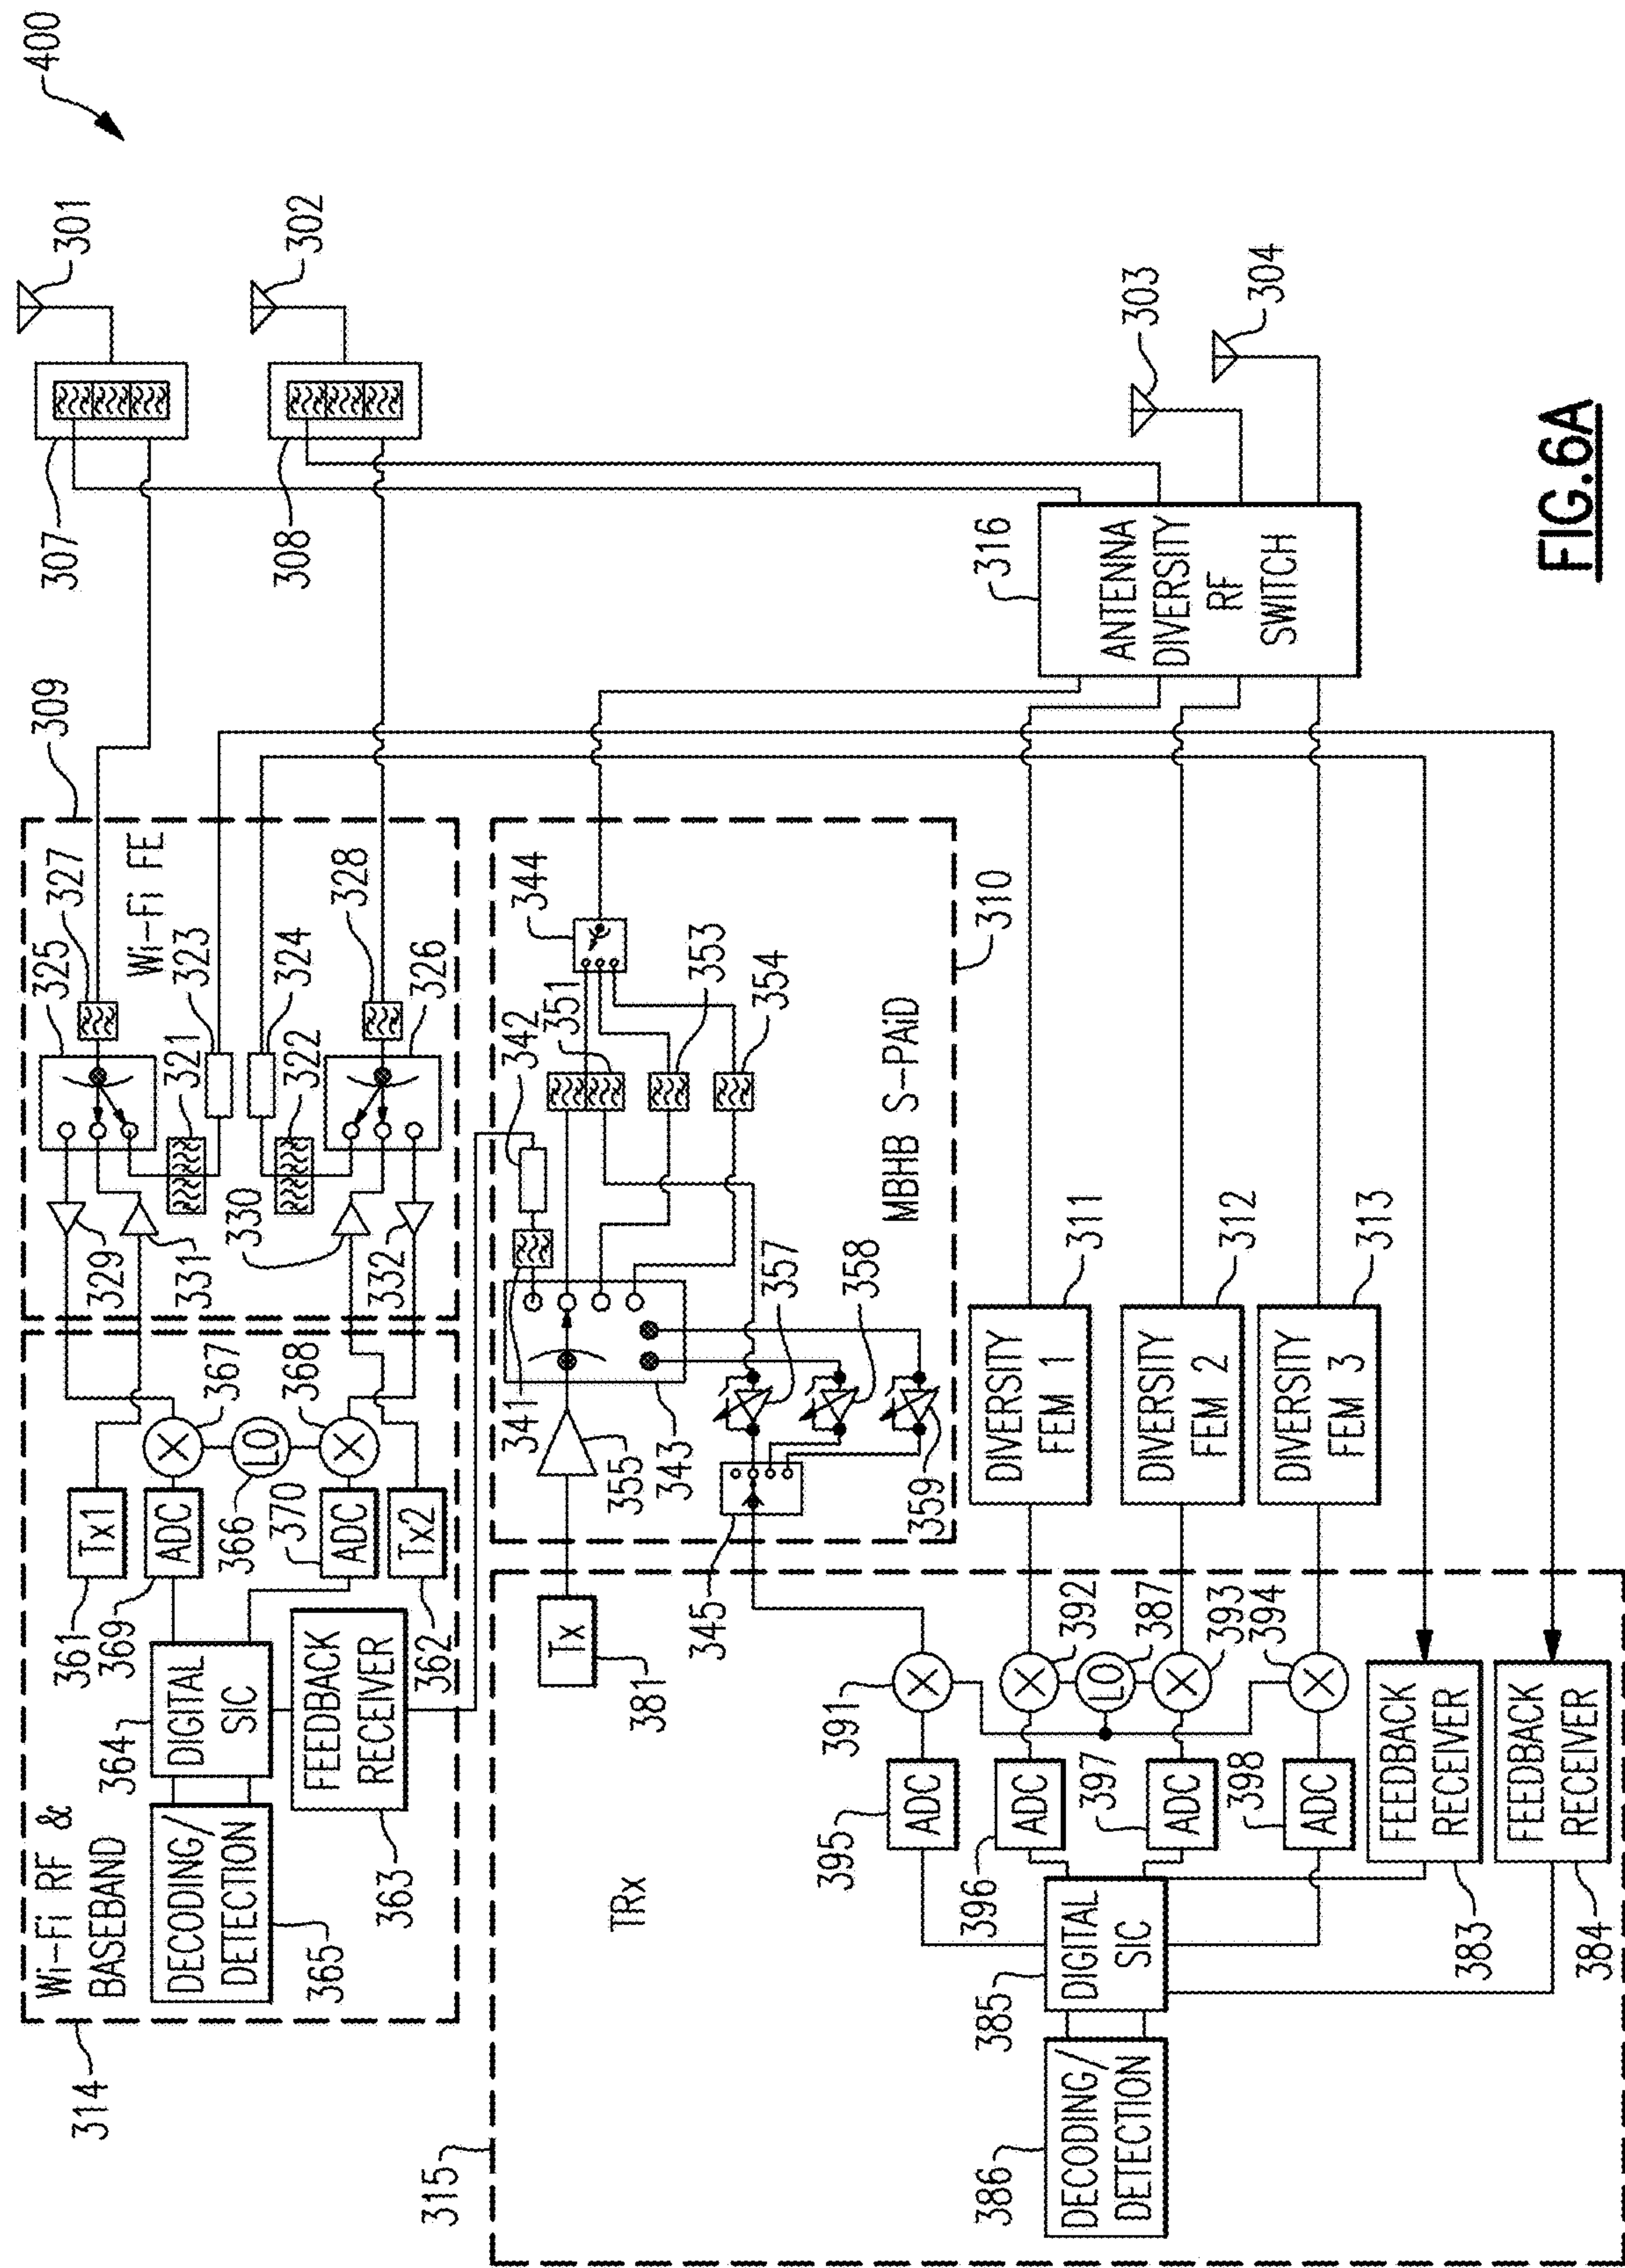 400
301
302
303
304
307
308
309
Wi-Fi FE
325
327
321
323
324
322
328
326
329
331
330
332
314
Wi-Fi RF &
BASEBAND
361
Tx1
369
ADC
367
366
LO
368
370
ADC
Tx2
362
364
DIGITAL
SIC
FEEDBACK
RECEIVER
363
DECODING/
DETECTION
365
310
MBHB S-PAiD
344
342
351
353
354
341
355
343
357
358
359
345
316
ANTENNA
DIVERSITY
RF
SWITCH
311
DIVERSITY
FEM 1
312
DIVERSITY
FEM 2
313
DIVERSITY
FEM 3
315
TRx
Tx
381
391
392
387
LO
393
394
395
ADC
396
ADC
397
ADC
398
ADC
385
DIGITAL
SIC
386
DECODING/
DETECTION
FEEDBACK
RECEIVER
383
FEEDBACK
RECEIVER
384
FIG.6A